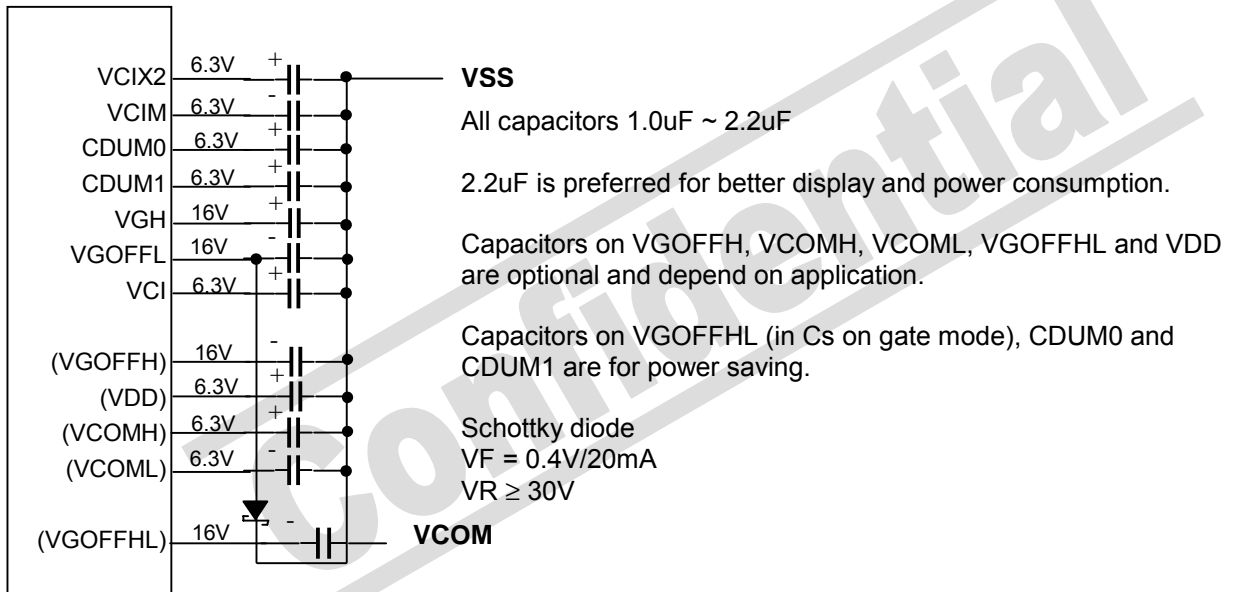 VCIX2 6.3V + VSS
VCIM 6.3V -
CDUM0 6.3V +
CDUM1 6.3V +
VGH 16V +
VGOFFL 16V -
VCI 6.3V +
(VGOFFH) 16V -
(VDD) 6.3V +
(VCOMH) 6.3V +
(VCOML) 6.3V -
(VGOFFHL) 16V - VCOM
All capacitors 1.0uF ~ 2.2uF
2.2uF is preferred for better display and power consumption.
Capacitors on VGOFFH, VCOMH, VCOML, VGOFFHL and VDD
are optional and depend on application.
Capacitors on VGOFFHL (in Cs on gate mode), CDUM0 and
CDUM1 are for power saving.
Schottky diode
VF = 0.4V/20mA
VR ≥ 30V
Confidential